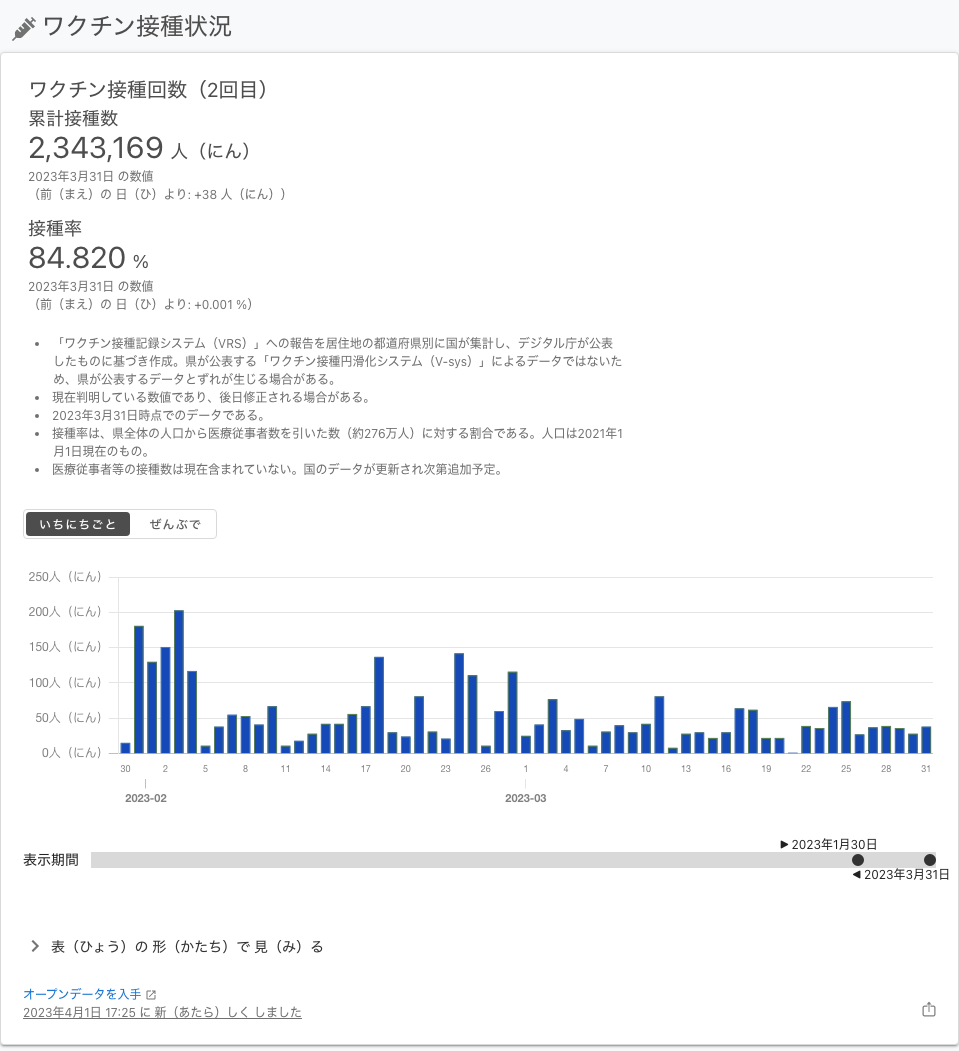 ワクチン接種状況
ワクチン接種回数（2回目）
累計接種数
2,343,169 人（にん）
2023年3月31日 の数値
（前（まえ）の 日（ひ）より: +38 人（にん））
接種率
84.820 %
2023年3月31日 の数値
（前（まえ）の 日（ひ）より: +0.001 %）
• 「ワクチン接種記録システム（VRS）」への報告を居住地の都道府県別に国が集計し、デジタル庁が公表
したものに基づき作成。県が公表する「ワクチン接種円滑化システム（V-sys）」によるデータではないた
め、県が公表するデータとずれが生じる場合がある。
• 現在判明している数値であり、後日修正される場合がある。
• 2023年3月31日時点でのデータである。
• 接種率は、県全体の人口から医療従事者数を引いた数（約276万人）に対する割合である。人口は2021年1
月1日現在のもの。
• 医療従事者等の接種数は現在含まれていない。国のデータが更新され次第追加予定。
いちにちごと ぜんぶで
250人（にん）
200人（にん）
150人（にん）
100人（にん）
50人（にん）
0人（にん）
30 2 5 8 11 14 17 20 23 26 1 4 7 10 13 16 19 22 25 28 31
2023-02 2023-03
▶ 2023年1月30日
表示期間
◀ 2023年3月31日
表（ひょう）の 形（かたち）で 見（み）る
オープンデータを入手
2023年4月1日 17:25 に 新（あたら）しく しました